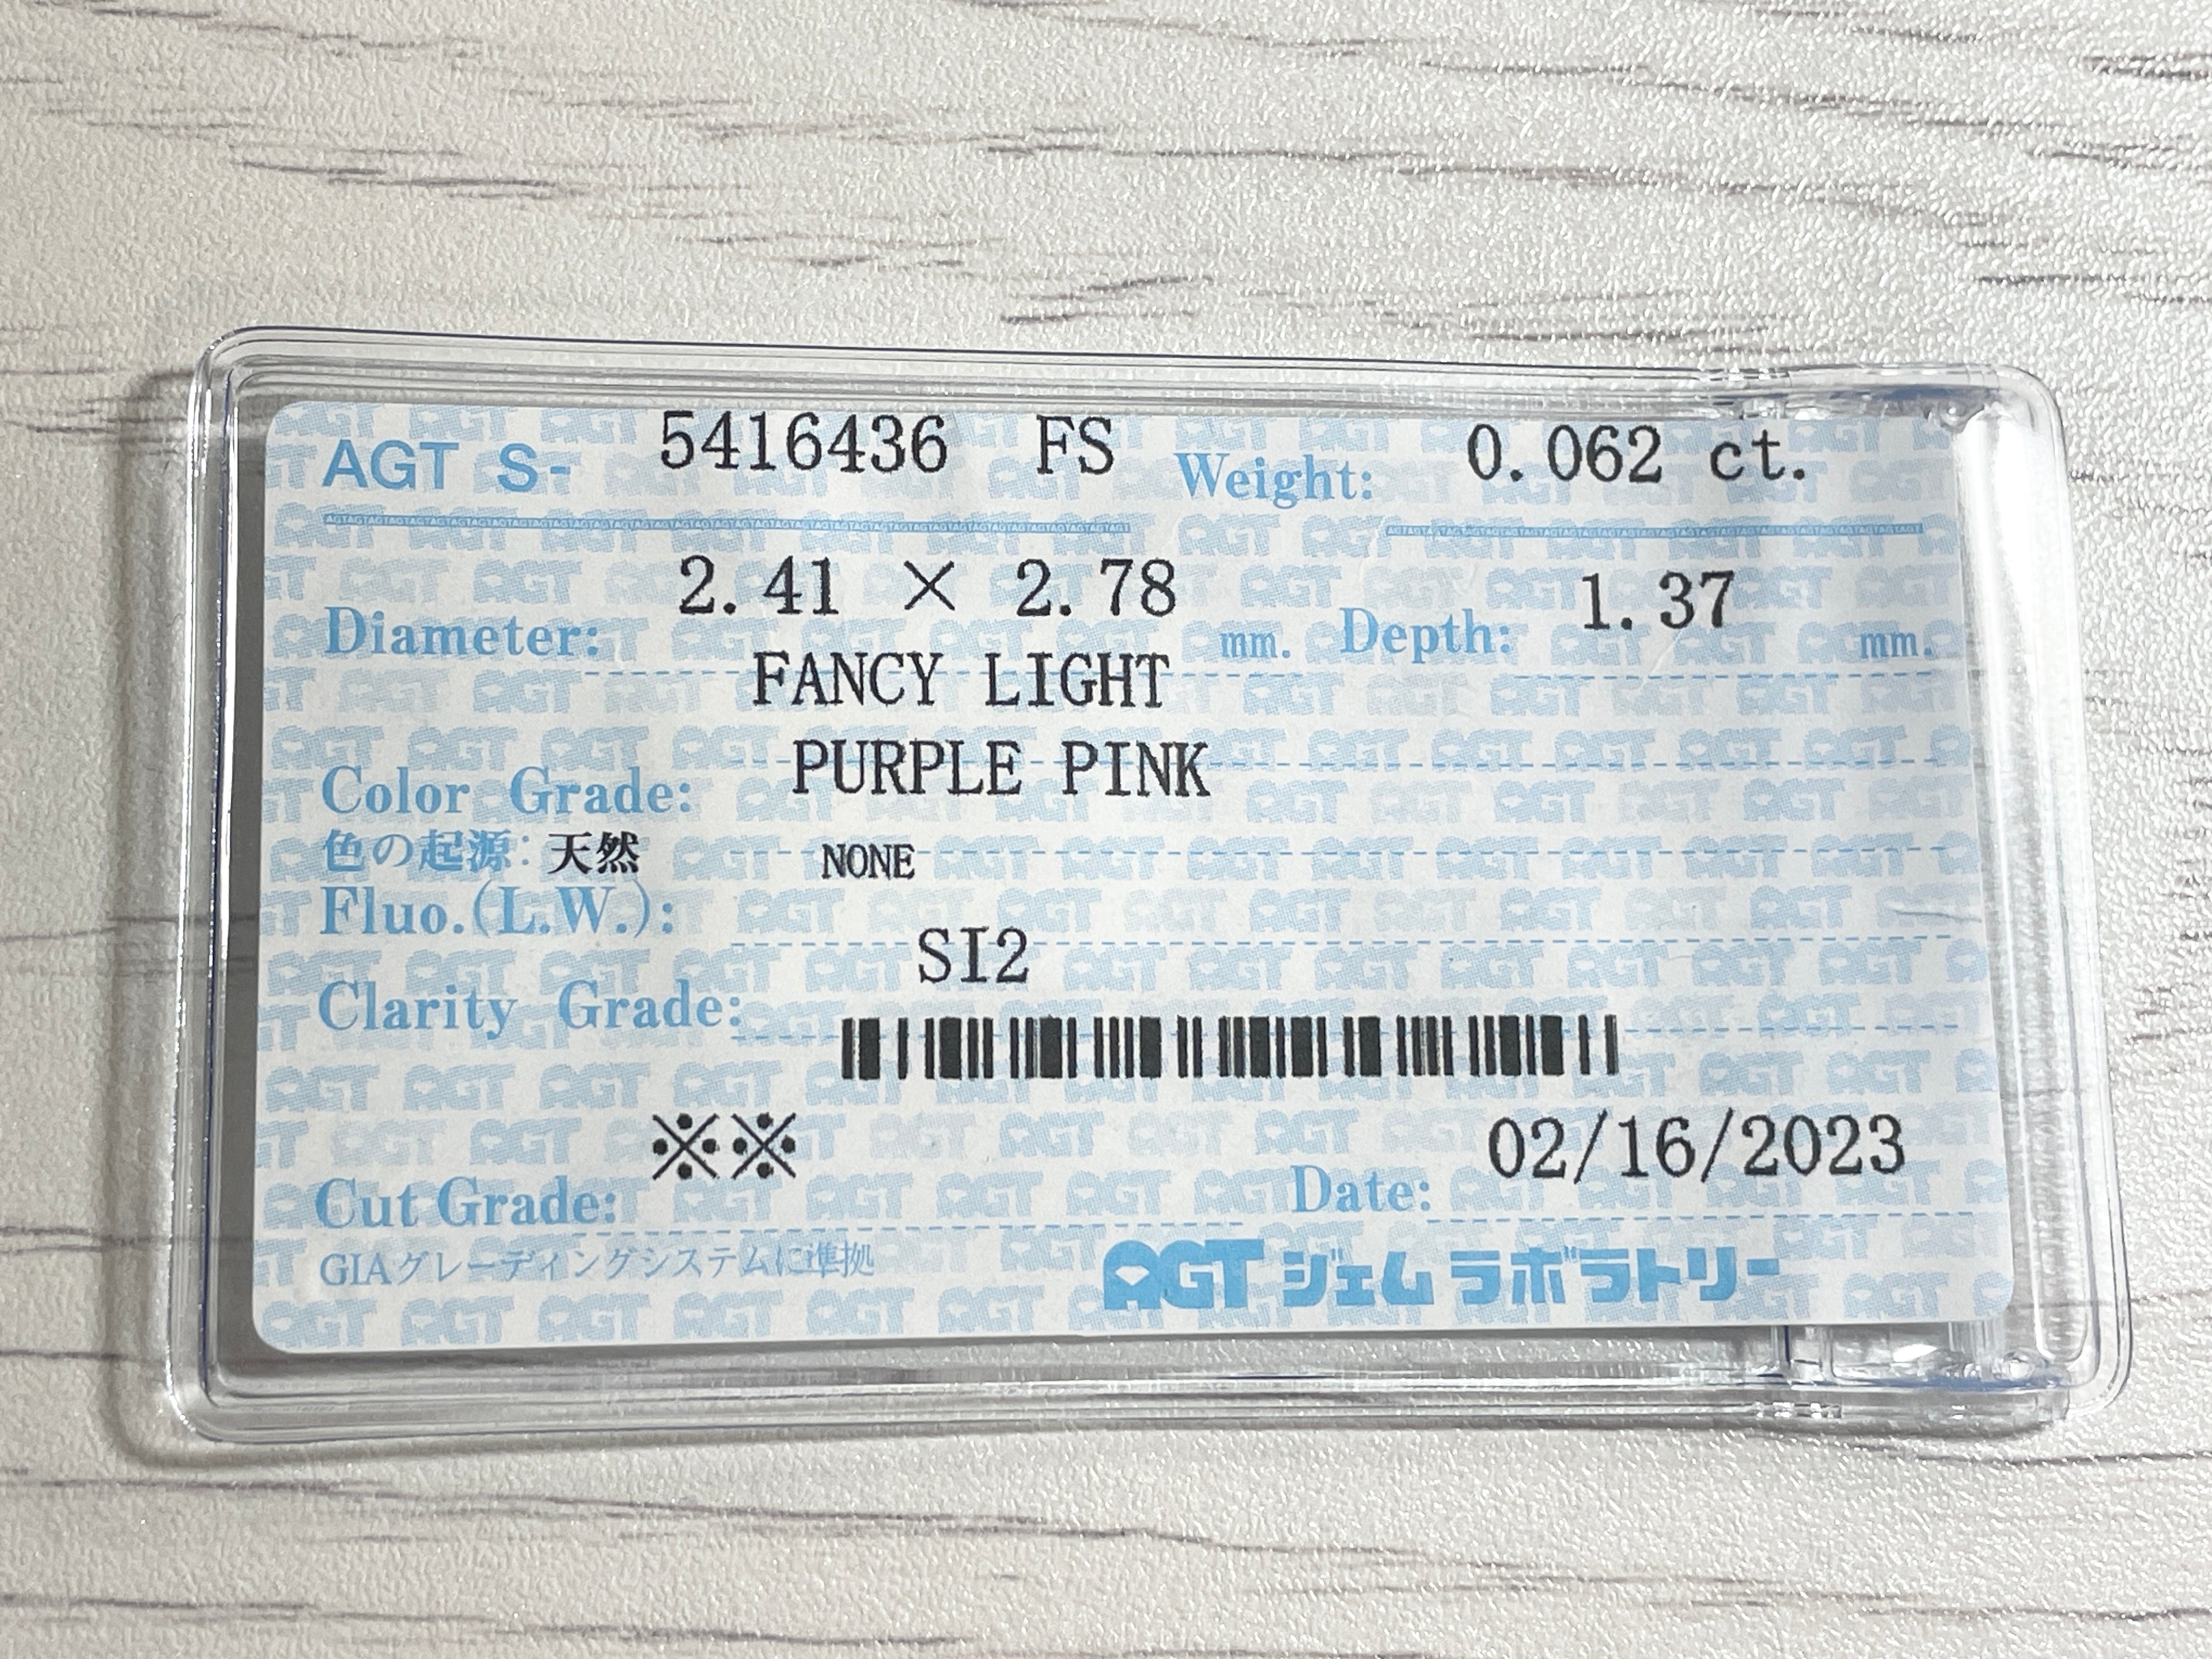 AGT S- 5416436 FS Weight: 0.062 ct.
Diameter: 2.41 × 2.78 mm. Depth: 1.37 mm.
FANCY LIGHT
Color Grade: PURPLE PINK
色の起源: 天然
Fluo.(L.W.): NONE
Clarity Grade: SI2
Cut Grade: ※※ Date: 02/16/2023
GIAグレーディングシステムに準拠
AGT ジェム ラボラトリー